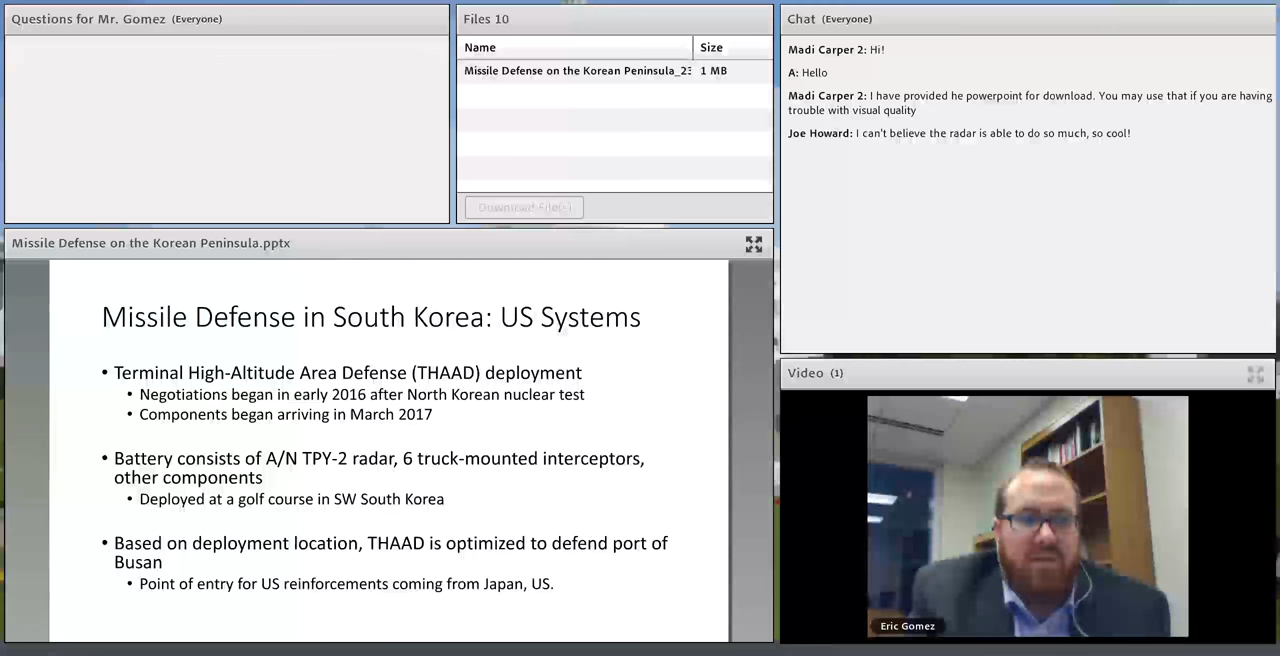 Questions for Mr. Gomez (Everyone)
Files 10
Name Size
Missile Defense on the Korean Peninsula_23 1 MB
Download File(s)
Chat (Everyone)
Madi Carper 2: Hi!
A: Hello
Madi Carper 2: I have provided he powerpoint for download. You may use that if you are having
trouble with visual quality
Joe Howard: I can't believe the radar is able to do so much, so cool!
Missile Defense on the Korean Peninsula.pptx
Missile Defense in South Korea: US Systems
• Terminal High-Altitude Area Defense (THAAD) deployment
• Negotiations began in early 2016 after North Korean nuclear test
• Components began arriving in March 2017
• Battery consists of A/N TPY-2 radar, 6 truck-mounted interceptors,
other components
• Deployed at a golf course in SW South Korea
• Based on deployment location, THAAD is optimized to defend port of
Busan
• Point of entry for US reinforcements coming from Japan, US.
Video (1)
Eric Gomez